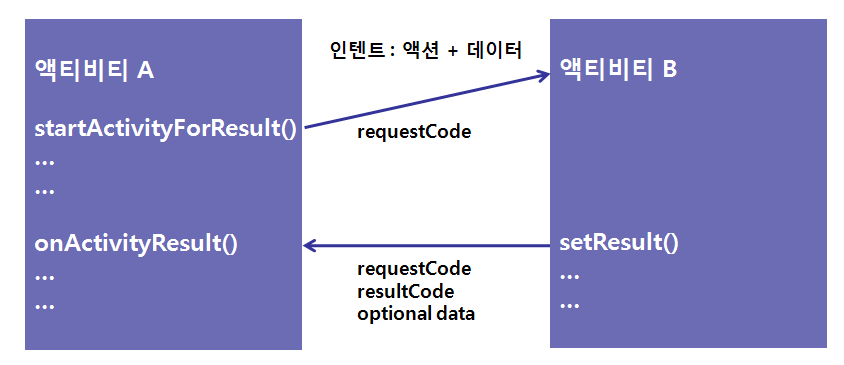 액티비티 A
startActivityForResult()
...
...
onActivityResult()
...
...
인텐트 : 액션 + 데이터
requestCode
requestCode
resultCode
optional data
액티비티 B
setResult()
...
...